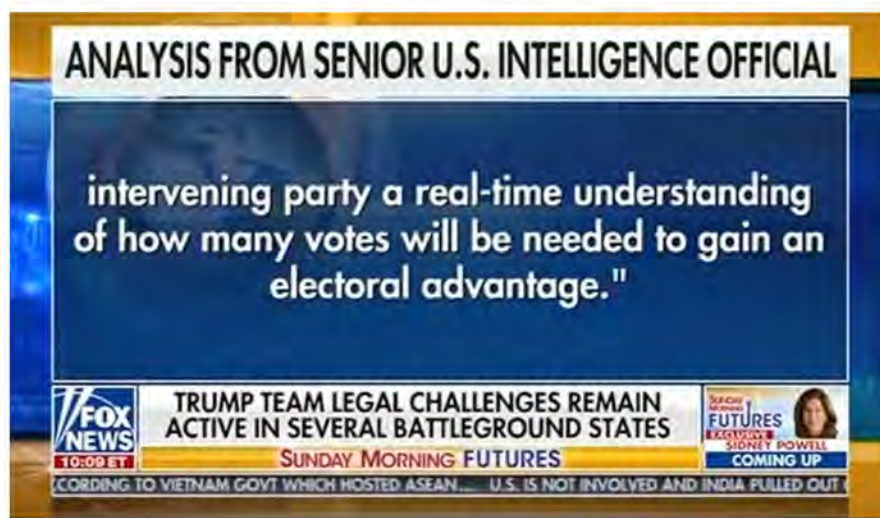 ANALYSIS FROM SENIOR U.S. INTELLIGENCE OFFICIAL
intervening party a real-time understanding
of how many votes will be needed to gain an
electoral advantage."
FOX
NEWS
10:09 ET
TRUMP TEAM LEGAL CHALLENGES REMAIN
ACTIVE IN SEVERAL BATTLEGROUND STATES
SUNDAY MORNING FUTURES
SUNDAY
MORNING
FUTURES
EXCLUSIVE
SIDNEY POWELL
COMING UP
CORDING TO VIETNAM GOVT WHICH HOSTED ASEAN... U.S. IS NOT INVOLVED AND INDIA PULLED OUT